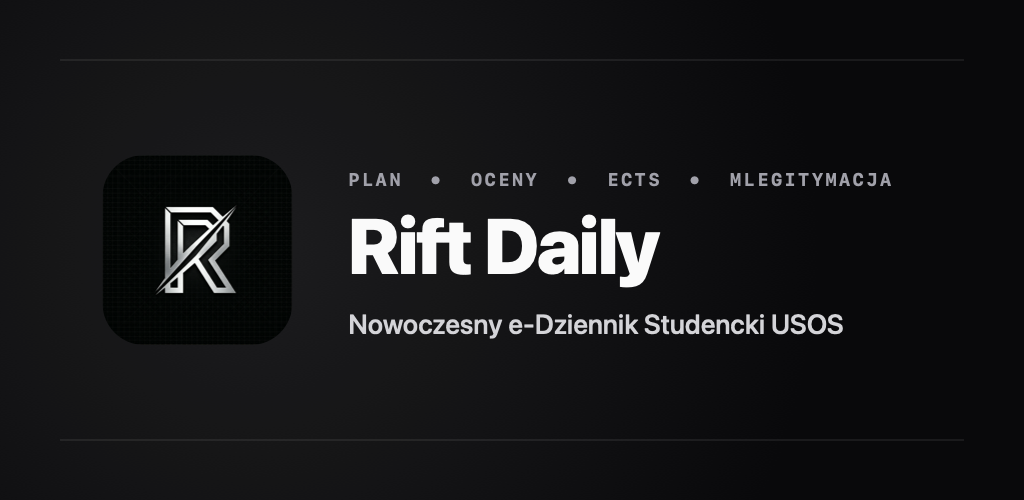 PLAN • OCENY • ECTS • MLEGITYMACJA
Rift Daily
Nowoczesny e-Dziennik Studencki USOS